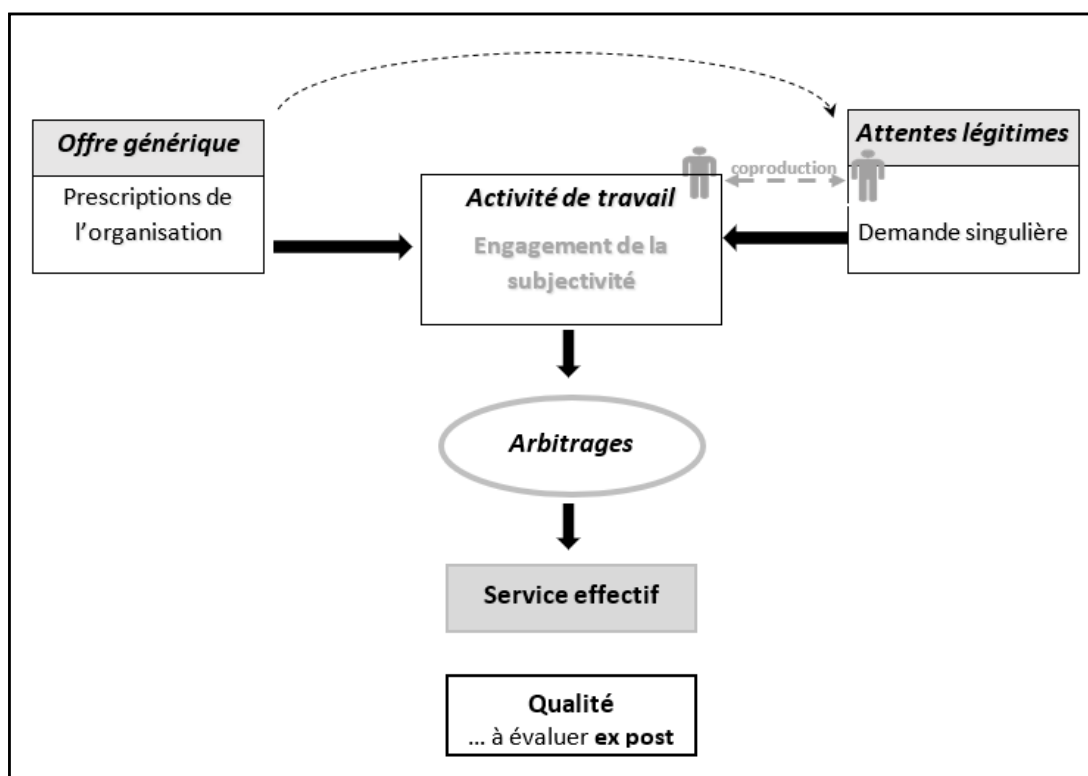 Offre générique
Prescriptions de
l'organisation
Activité de travail
Engagement de la
subjectivité
coproduction
Attentes légitimes
Demande singulière
Arbitrages
Service effectif
Qualité
... à évaluer ex post